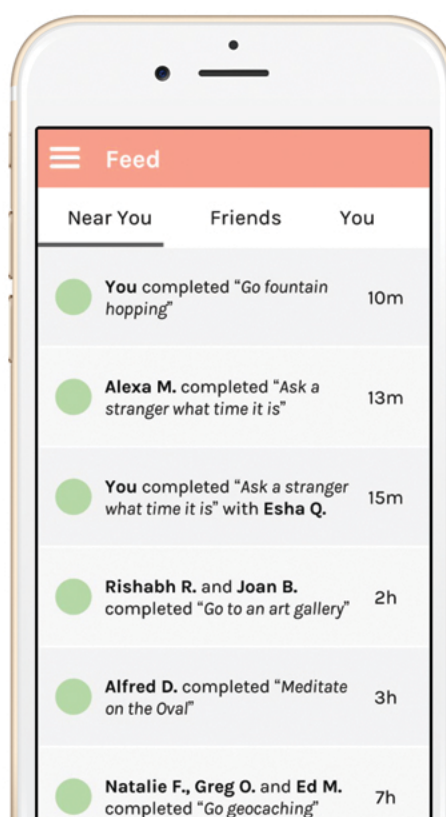 Feed
Near You Friends You
You completed “Go fountain
hopping” 10m
Alexa M. completed “Ask a
stranger what time it is” 13m
You completed “Ask a stranger
what time it is” with Esha Q. 15m
Rishabh R. and Joan B.
completed “Go to an art gallery” 2h
Alfred D. completed “Meditate
on the Oval” 3h
Natalie F., Greg O. and Ed M.
completed “Go geocaching” 7h